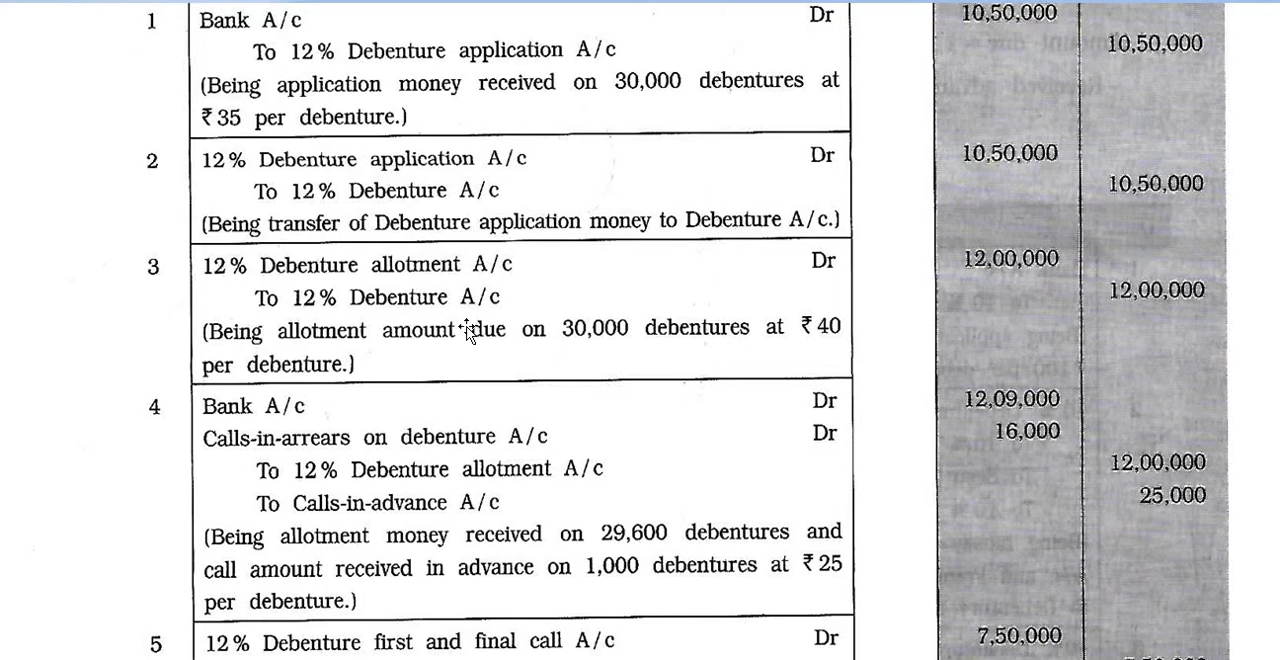 1 Bank A/c Dr 10,50,000
To 12% Debenture application A/c 10,50,000
(Being application money received on 30,000 debentures at
₹35 per debenture.)
2 12% Debenture application A/c Dr 10,50,000
To 12% Debenture A/c 10,50,000
(Being transfer of Debenture application money to Debenture A/c.)
3 12% Debenture allotment A/c Dr 12,00,000
To 12% Debenture A/c 12,00,000
(Being allotment amount due on 30,000 debentures at ₹40
per debenture.)
4 Bank A/c Dr 12,09,000
Calls-in-arrears on debenture A/c Dr 16,000
To 12% Debenture allotment A/c 12,00,000
To Calls-in-advance A/c 25,000
(Being allotment money received on 29,600 debentures and
call amount received in advance on 1,000 debentures at ₹25
per debenture.)
5 12% Debenture first and final call A/c Dr 7,50,000